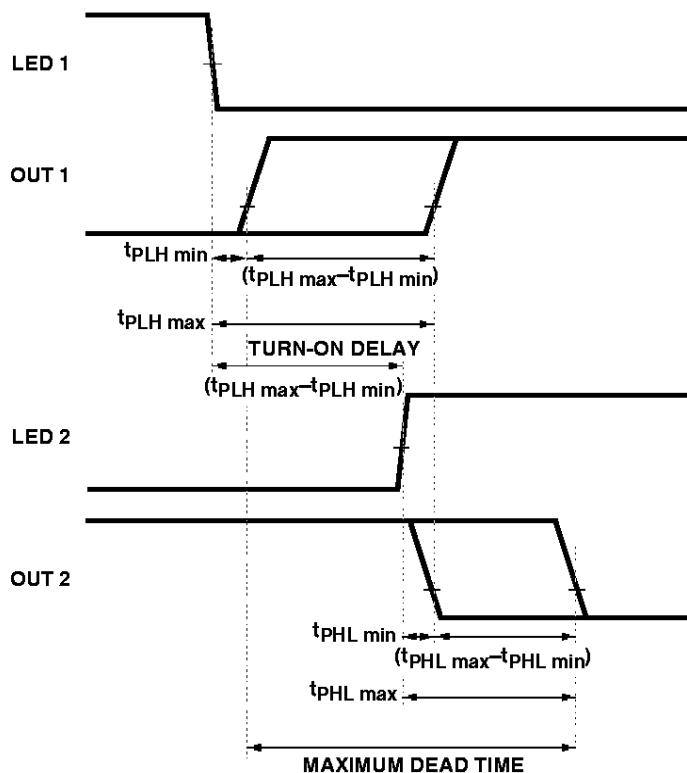 LED 1
OUT 1
tPLH min
(tPLH max–tPLH min)
tPLH max
TURN-ON DELAY
(tPLH max–tPLH min)
LED 2
OUT 2
tPHL min
(tPHL max–tPHL min)
tPHL max
MAXIMUM DEAD TIME